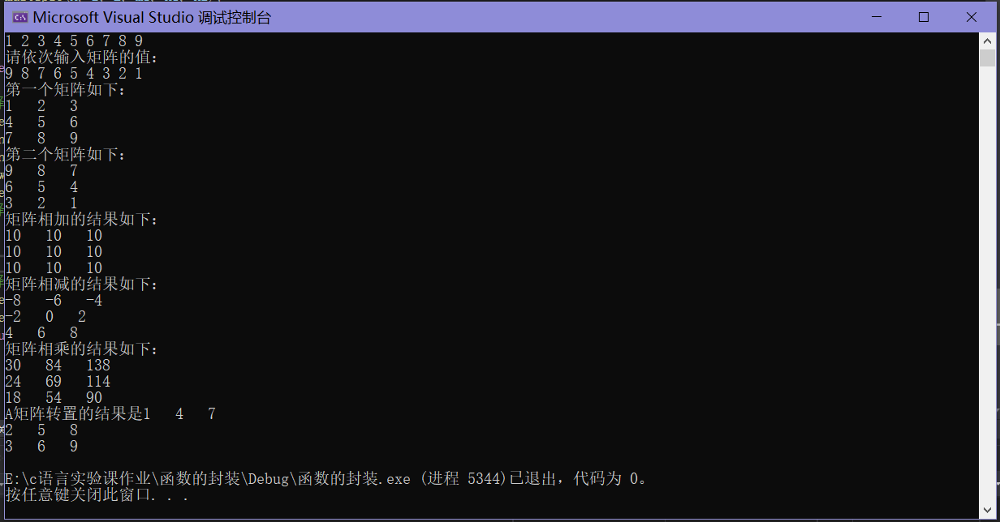 Microsoft Visual Studio 调试控制台
1 2 3 4 5 6 7 8 9
请依次输入矩阵的值:
9 8 7 6 5 4 3 2 1
第一个矩阵如下:
1 2 3
4 5 6
7 8 9
第二个矩阵如下:
9 8 7
6 5 4
3 2 1
矩阵相加的结果如下:
10 10 10
10 10 10
10 10 10
矩阵相减的结果如下:
-8 -6 -4
-2 0 2
4 6 8
矩阵相乘的结果如下:
30 84 138
24 69 114
18 54 90
A矩阵转置的结果是1 4 7
2 5 8
3 6 9
E:\c语言实验课作业\函数的封装\Debug\函数的封装.exe (进程 5344)已退出，代码为 0。
按任意键关闭此窗口. . .